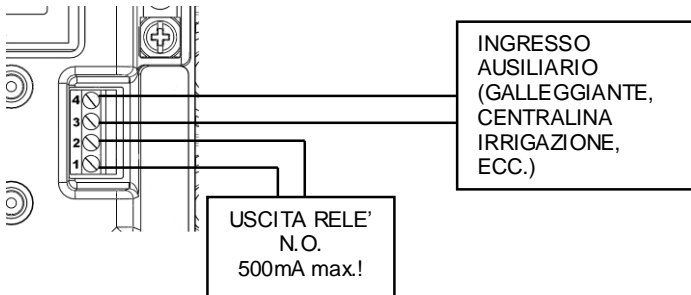 INGRESSO
AUSILIARIO
(GALLEGGIANTE,
CENTRALINA
IRRIGAZIONE,
ECC.)
4
3
2
1
USCITA RELE’
N.O.
500mA max.!